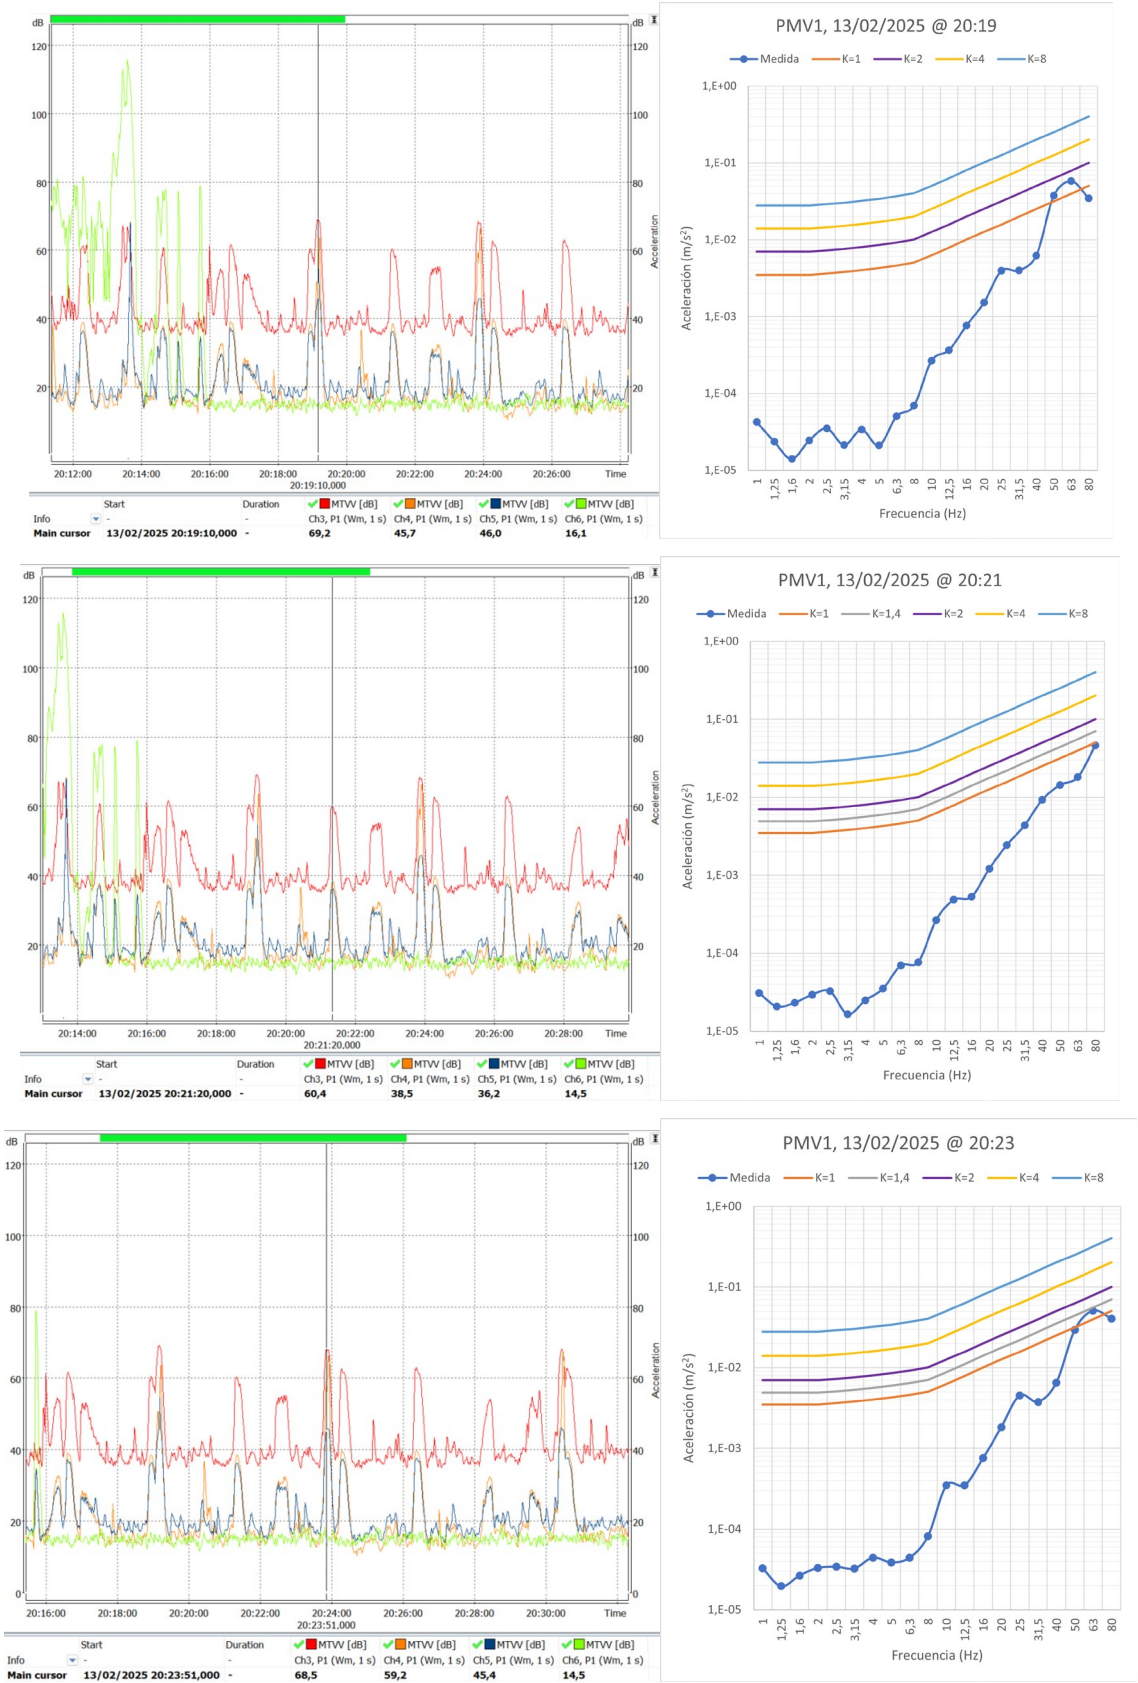 dB
dB
120
120
100
100
80
80
60
60
40
40
20
20
Acceleration
20:12:00
20:14:00
20:16:00
20:18:00
20:20:00
20:22:00
20:24:00
20:26:00
Time
20:19:10,000
Start
Duration
MTVV [dB]
MTVV [dB]
MTVV [dB]
MTVV [dB]
Info
-
-
Ch3, P1 (Wm, 1 s)
Ch4, P1 (Wm, 1 s)
Ch5, P1 (Wm, 1 s)
Ch6, P1 (Wm, 1 s)
Main cursor
13/02/2025 20:19:10,000
-
69,2
45,7
46,0
16,1
PMV1, 13/02/2025 @ 20:19
Medida
K=1
K=2
K=4
K=8
1,E+00
1,E-01
1,E-02
1,E-03
1,E-04
1,E-05
Aceleración (m/s²)
1
1,25
1,6
2
2,5
3,15
4
5
6,3
8
10
12,5
16
20
25
31,5
40
50
63
80
Frecuencia (Hz)
dB
dB
120
120
100
100
80
80
60
60
40
40
20
20
Acceleration
20:14:00
20:16:00
20:18:00
20:20:00
20:22:00
20:24:00
20:26:00
20:28:00
Time
20:21:20,000
Start
Duration
MTVV [dB]
MTVV [dB]
MTVV [dB]
MTVV [dB]
Info
-
-
Ch3, P1 (Wm, 1 s)
Ch4, P1 (Wm, 1 s)
Ch5, P1 (Wm, 1 s)
Ch6, P1 (Wm, 1 s)
Main cursor
13/02/2025 20:21:20,000
-
60,4
38,5
36,2
14,5
PMV1, 13/02/2025 @ 20:21
Medida
K=1
K=1,4
K=2
K=4
K=8
1,E+00
1,E-01
1,E-02
1,E-03
1,E-04
1,E-05
Aceleración (m/s²)
1
1,25
1,6
2
2,5
3,15
4
5
6,3
8
10
12,5
16
20
25
31,5
40
50
63
80
Frecuencia (Hz)
dB
dB
120
120
100
100
80
80
60
60
40
40
20
20
0
0
Acceleration
20:16:00
20:18:00
20:20:00
20:22:00
20:24:00
20:26:00
20:28:00
20:30:00
Time
20:23:51,000
Start
Duration
MTVV [dB]
MTVV [dB]
MTVV [dB]
MTVV [dB]
Info
-
-
Ch3, P1 (Wm, 1 s)
Ch4, P1 (Wm, 1 s)
Ch5, P1 (Wm, 1 s)
Ch6, P1 (Wm, 1 s)
Main cursor
13/02/2025 20:23:51,000
-
68,5
59,2
45,4
14,5
PMV1, 13/02/2025 @ 20:23
Medida
K=1
K=1,4
K=2
K=4
K=8
1,E+00
1,E-01
1,E-02
1,E-03
1,E-04
1,E-05
Aceleración (m/s²)
1
1,25
1,6
2
2,5
3,15
4
5
6,3
8
10
12,5
16
20
25
31,5
40
50
63
80
Frecuencia (Hz)